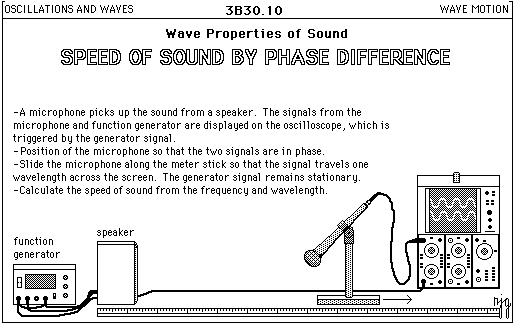 OSCILLATIONS AND WAVES
3B30.10
WAVE MOTION
Wave Properties of Sound
SPEED OF SOUND BY PHASE DIFFERENCE
-A microphone picks up the sound from a speaker. The signals from the
microphone and function generator are displayed on the oscilloscope, which is
triggered by the generator signal.
-Position of the microphone so that the two signals are in phase.
-Slide the microphone along the meter stick so that the signal travels one
wavelength across the screen. The generator signal remains stationary.
-Calculate the speed of sound from the frequency and wavelength.
function
generator
speaker